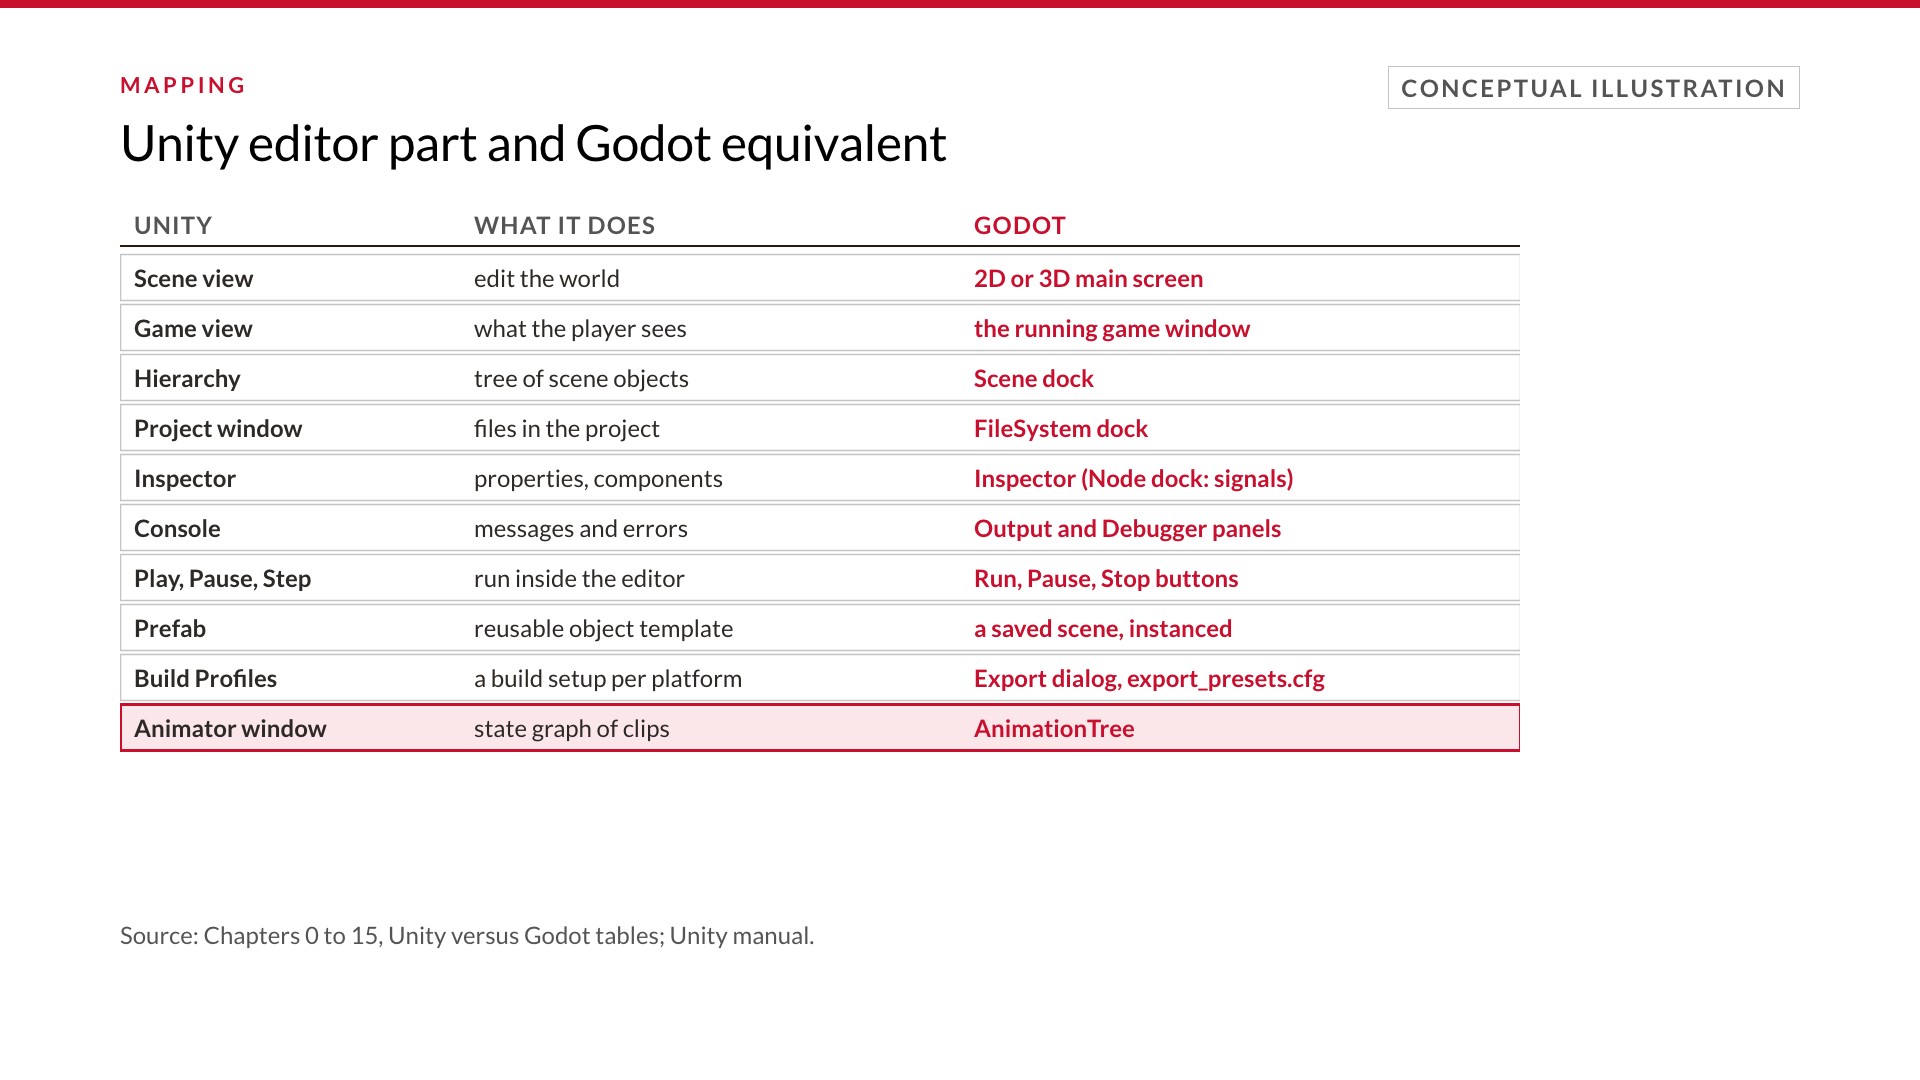 MAPPING
CONCEPTUAL ILLUSTRATION
Unity editor part and Godot equivalent
UNITY WHAT IT DOES GODOT
Scene view edit the world 2D or 3D main screen
Game view what the player sees the running game window
Hierarchy tree of scene objects Scene dock
Project window files in the project FileSystem dock
Inspector properties, components Inspector (Node dock: signals)
Console messages and errors Output and Debugger panels
Play, Pause, Step run inside the editor Run, Pause, Stop buttons
Prefab reusable object template a saved scene, instanced
Build Profiles a build setup per platform Export dialog, export_presets.cfg
Animator window state graph of clips AnimationTree
Source: Chapters 0 to 15, Unity versus Godot tables; Unity manual.